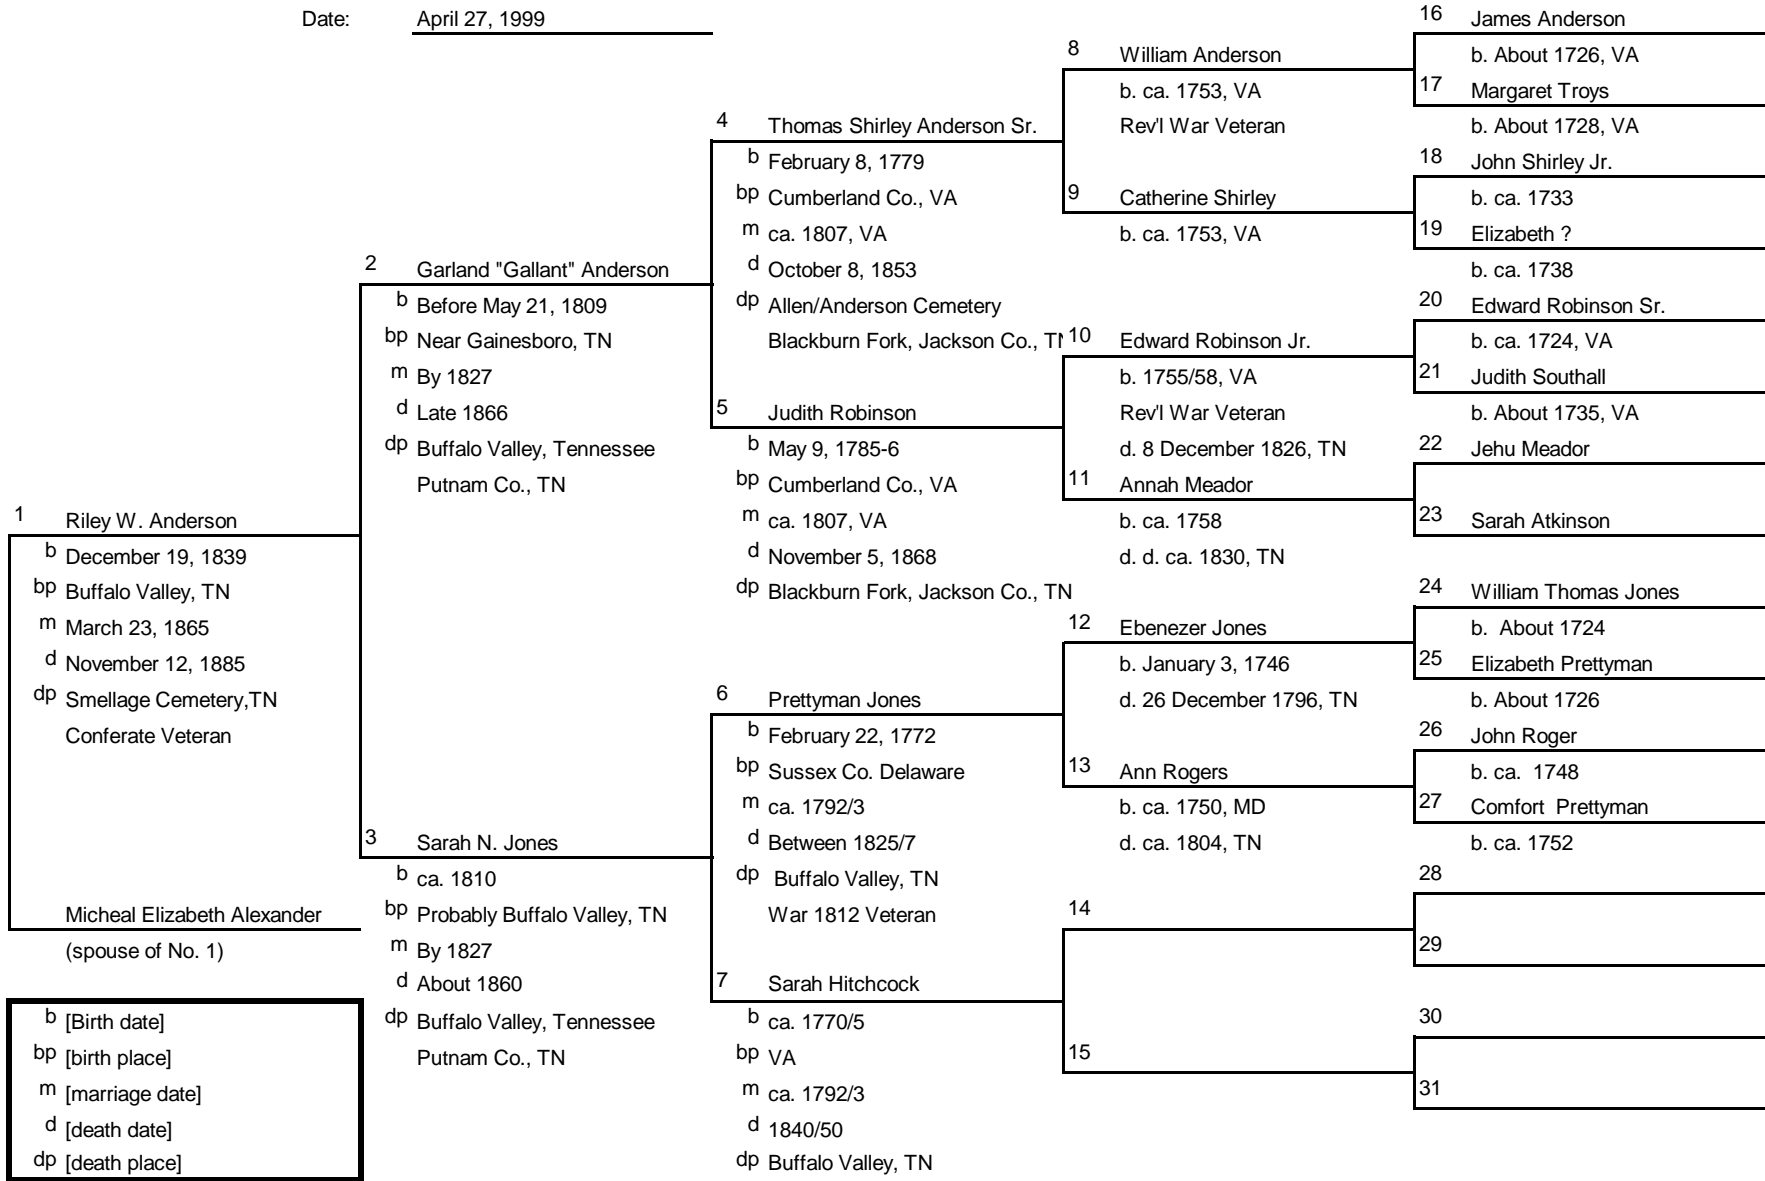 Date: April 27, 1999
1 Riley W. Anderson
b December 19, 1839
bp Buffalo Valley, TN
m March 23, 1865
d November 12, 1885
dp Smellage Cemetery,TN
Conferate Veteran
Micheal Elizabeth Alexander
(spouse of No. 1)
b [Birth date]
bp [birth place]
m [marriage date]
d [death date]
dp [death place]
2 Garland "Gallant" Anderson
b Before May 21, 1809
bp Near Gainesboro, TN
m By 1827
d Late 1866
dp Buffalo Valley, Tennessee
Putnam Co., TN
3 Sarah N. Jones
b ca. 1810
bp Probably Buffalo Valley, TN
m By 1827
d About 1860
dp Buffalo Valley, Tennessee
Putnam Co., TN
4 Thomas Shirley Anderson Sr.
b February 8, 1779
bp Cumberland Co., VA
m ca. 1807, VA
d October 8, 1853
dp Allen/Anderson Cemetery
Blackburn Fork, Jackson Co., TN
5 Judith Robinson
b May 9, 1785-6
bp Cumberland Co., VA
m ca. 1807, VA
d November 5, 1868
dp Blackburn Fork, Jackson Co., TN
6 Prettyman Jones
b February 22, 1772
bp Sussex Co. Delaware
m ca. 1792/3
d Between 1825/7
dp Buffalo Valley, TN
War 1812 Veteran
7 Sarah Hitchcock
b ca. 1770/5
bp VA
m ca. 1792/3
d 1840/50
dp Buffalo Valley, TN
8 William Anderson
b. ca. 1753, VA
Rev'l War Veteran
9 Catherine Shirley
b. ca. 1753, VA
10 Edward Robinson Jr.
b. 1755/58, VA
Rev'l War Veteran
d. 8 December 1826, TN
11 Annah Meador
b. ca. 1758
d. d. ca. 1830, TN
12 Ebenezer Jones
b. January 3, 1746
d. 26 December 1796, TN
13 Ann Rogers
b. ca. 1750, MD
d. ca. 1804, TN
14
15
16 James Anderson
b. About 1726, VA
17 Margaret Troys
b. About 1728, VA
18 John Shirley Jr.
b. ca. 1733
19 Elizabeth ?
b. ca. 1738
20 Edward Robinson Sr.
b. ca. 1724, VA
21 Judith Southall
b. About 1735, VA
22 Jehu Meador
23 Sarah Atkinson
24 William Thomas Jones
b. About 1724
25 Elizabeth Prettyman
b. About 1726
26 John Roger
b. ca. 1748
27 Comfort Prettyman
b. ca. 1752
28
29
30
31